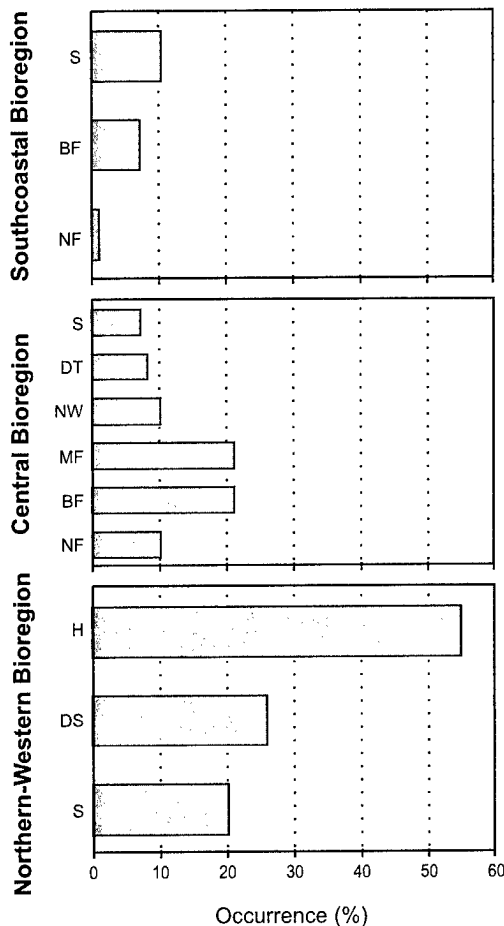 Southcoastal Bioregion
S
BF
NF
Central Bioregion
S
DT
NW
MF
BF
NF
Northern-Western Bioregion
H
DS
S
0 10 20 30 40 50 60
Occurrence (%)